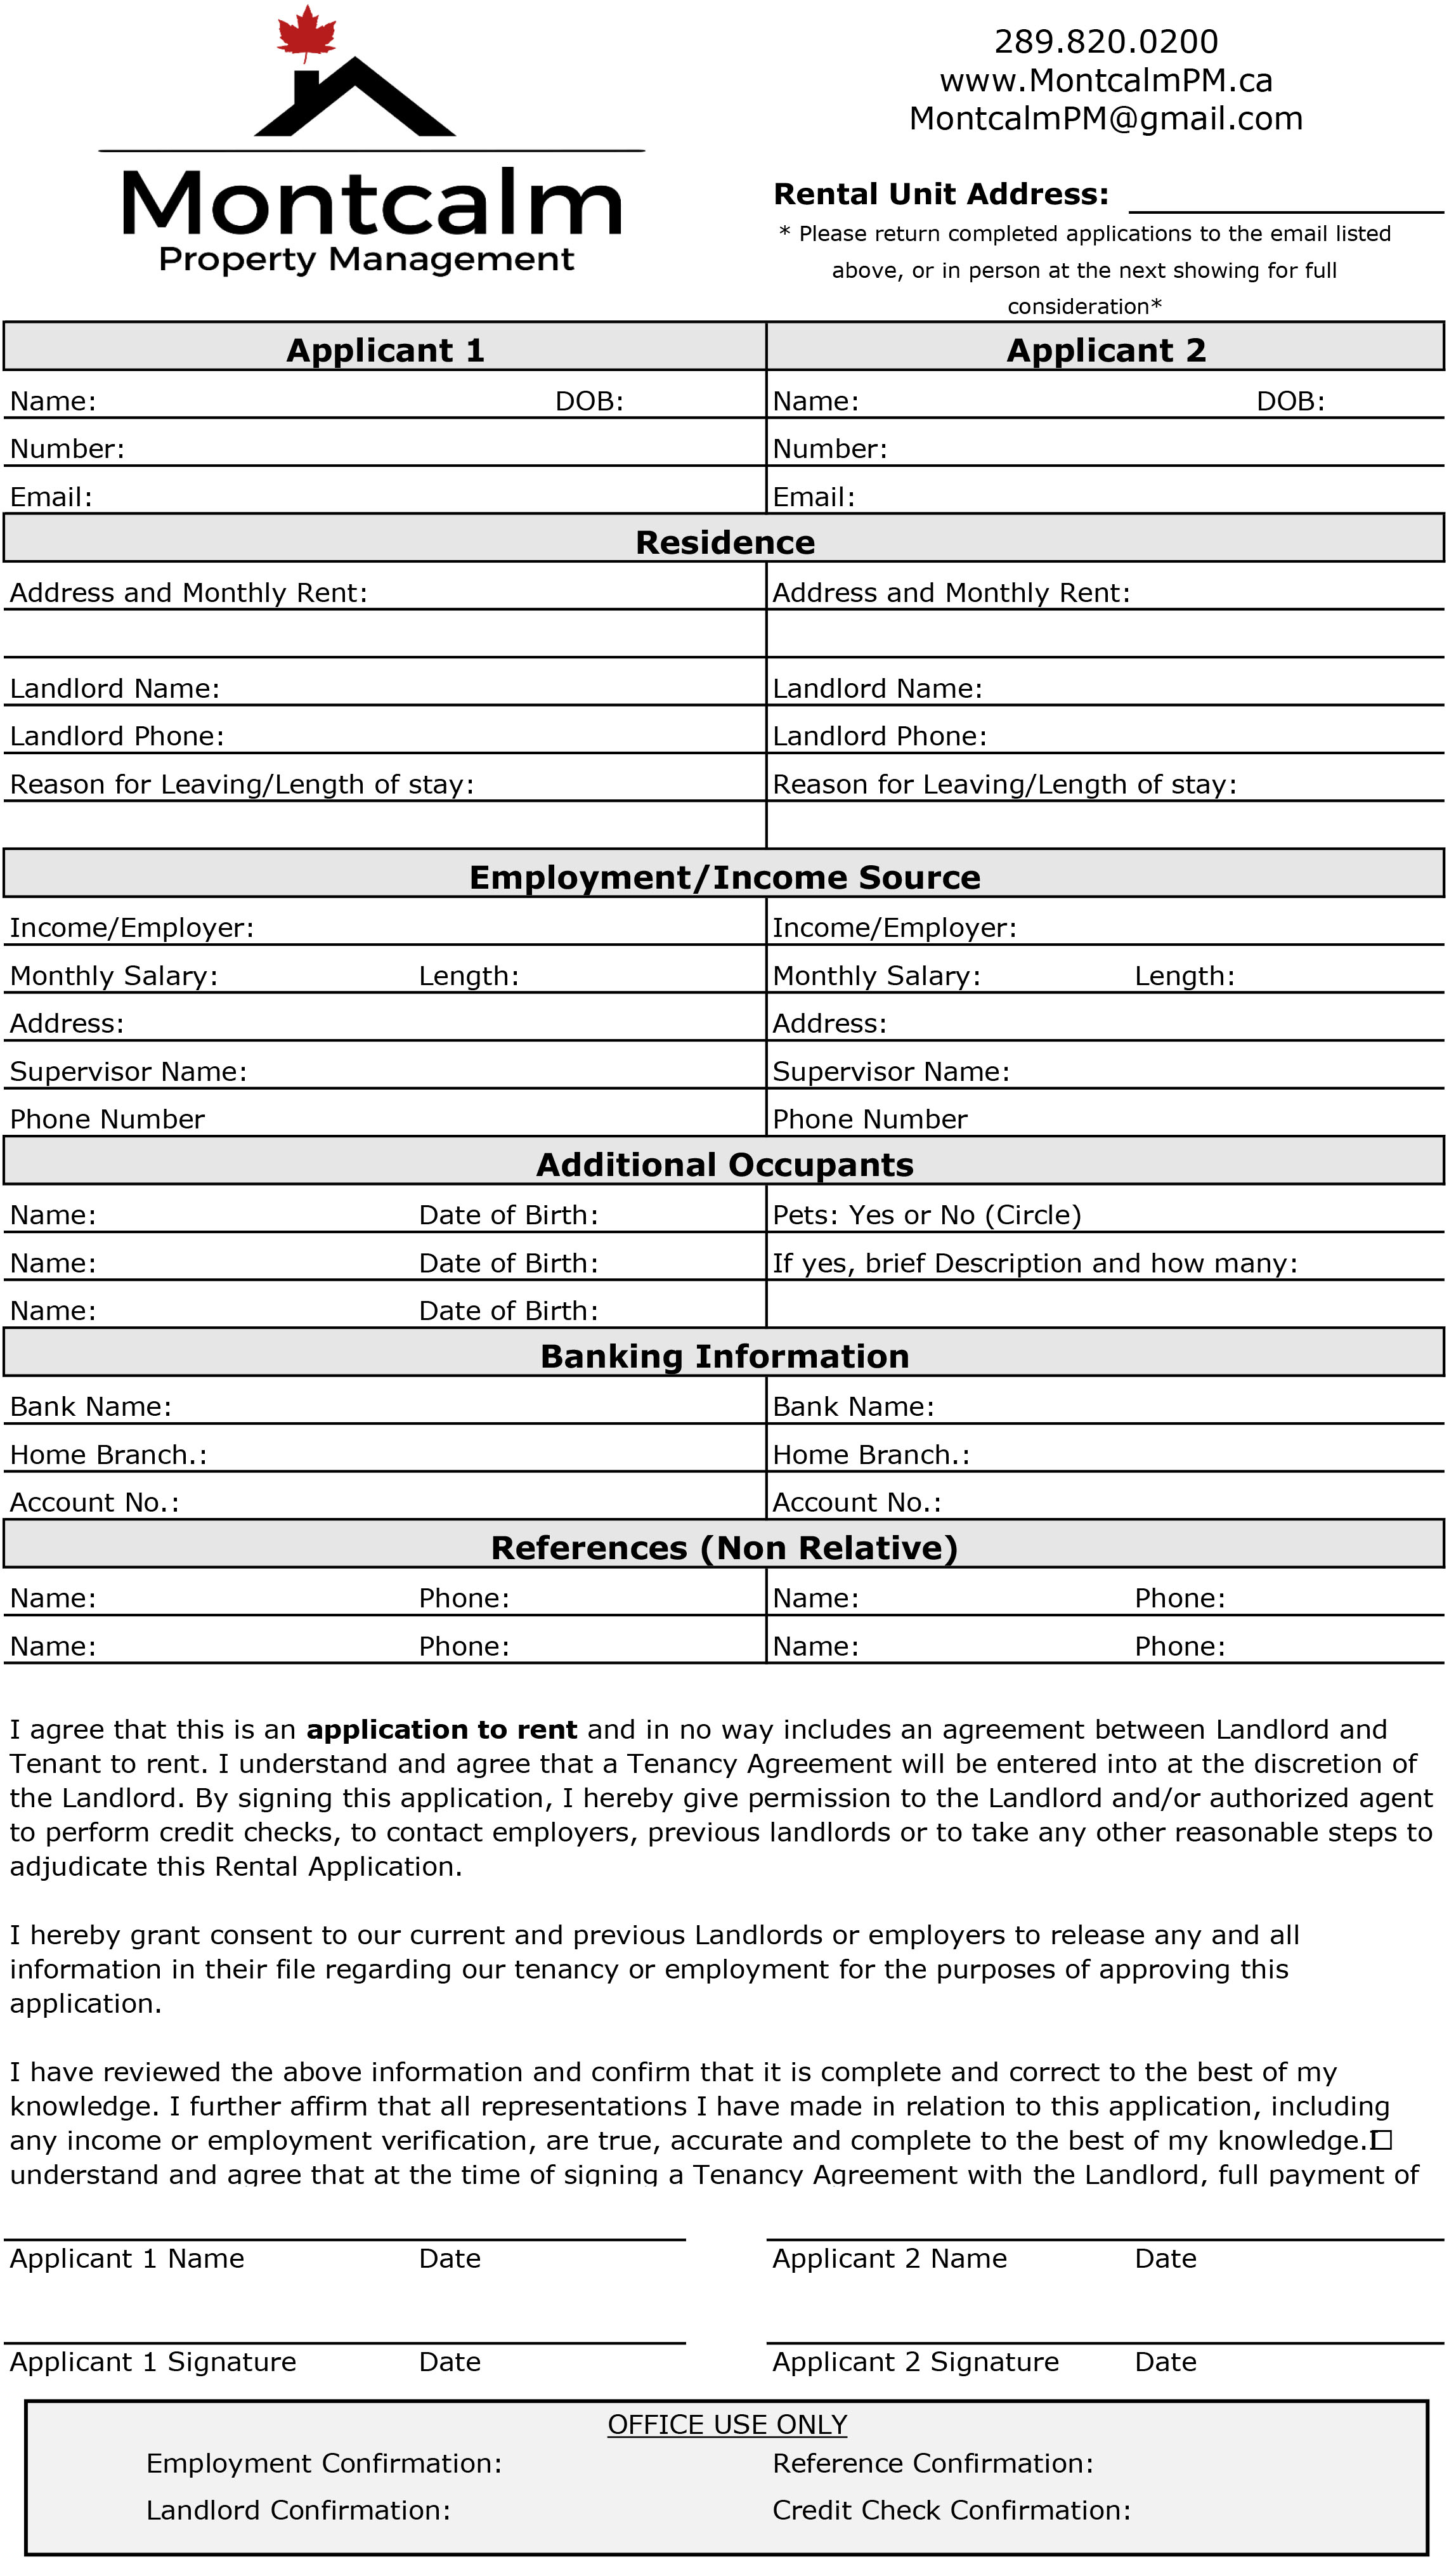 289.820.0200
www.MontcalmPM.ca
MontcalmPM@gmail.com
Montcalm
Property Management
Rental Unit Address:
* Please return completed applications to the email listed
above, or in person at the next showing for full
consideration*
Applicant 1 Applicant 2
Name: DOB: Name: DOB:
Number: Number:
Email: Email:
Residence
Address and Monthly Rent: Address and Monthly Rent:
Landlord Name: Landlord Name:
Landlord Phone: Landlord Phone:
Reason for Leaving/Length of stay: Reason for Leaving/Length of stay:
Employment/Income Source
Income/Employer: Income/Employer:
Monthly Salary: Length: Monthly Salary: Length:
Address: Address:
Supervisor Name: Supervisor Name:
Phone Number Phone Number
Additional Occupants
Name: Date of Birth: Pets: Yes or No (Circle)
Name: Date of Birth: If yes, brief Description and how many:
Name: Date of Birth:
Banking Information
Bank Name: Bank Name:
Home Branch.: Home Branch.:
Account No.: Account No.:
References (Non Relative)
Name: Phone: Name: Phone:
Name: Phone: Name: Phone:
I agree that this is an application to rent and in no way includes an agreement between Landlord and
Tenant to rent. I understand and agree that a Tenancy Agreement will be entered into at the discretion of
the Landlord. By signing this application, I hereby give permission to the Landlord and/or authorized agent
to perform credit checks, to contact employers, previous landlords or to take any other reasonable steps to
adjudicate this Rental Application.
I hereby grant consent to our current and previous Landlords or employers to release any and all
information in their file regarding our tenancy or employment for the purposes of approving this
application.
I have reviewed the above information and confirm that it is complete and correct to the best of my
knowledge. I further affirm that all representations I have made in relation to this application, including
any income or employment verification, are true, accurate and complete to the best of my knowledge.I
understand and agree that at the time of signing a Tenancy Agreement with the Landlord, full payment of
Applicant 1 Name Date Applicant 2 Name Date
Applicant 1 Signature Date Applicant 2 Signature Date
OFFICE USE ONLY
Employment Confirmation: Reference Confirmation:
Landlord Confirmation: Credit Check Confirmation: